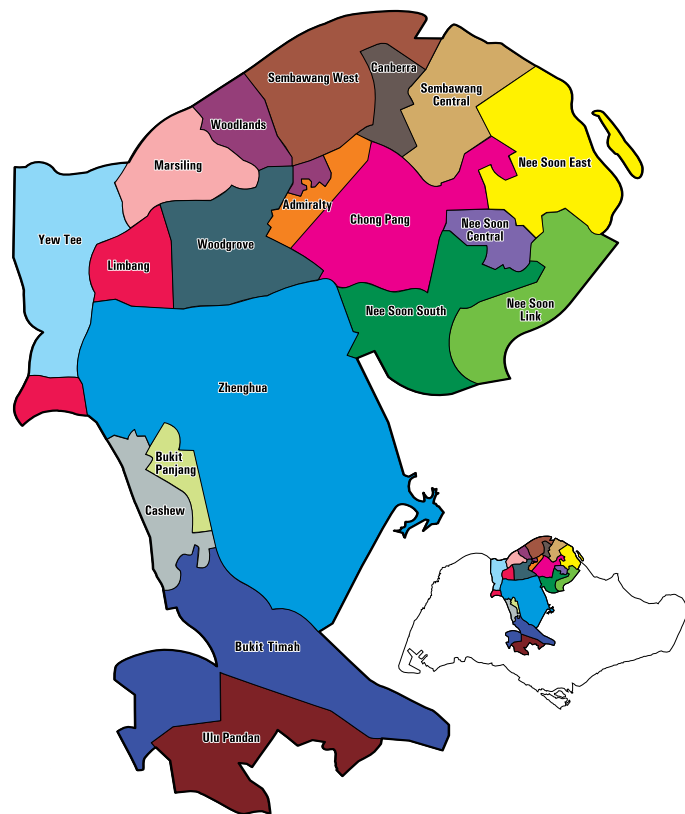 Canberra
Sembawang West
Sembawang
Central
Woodlands
Marsiling
Nee Soon East
Admiralty
Chong Pang
Nee Soon
Central
Yew Tee
Woodgrove
Limbang
Nee Soon South
Nee Soon
Link
Zhenghua
Bukit
Panjang
Cashew
Bukit Timah
Ulu Pandan